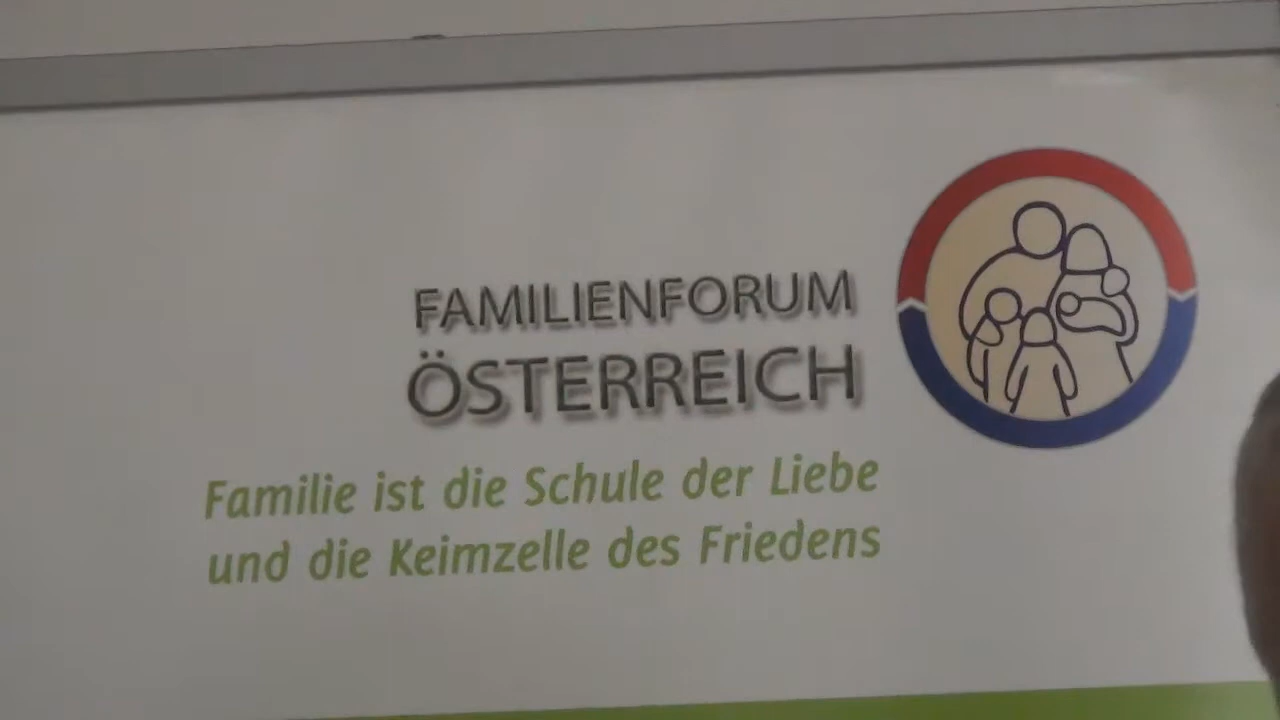 FAMILIENFORUM
ÖSTERREICH
Familie ist die Schule der Liebe
und die Keimzelle des Friedens